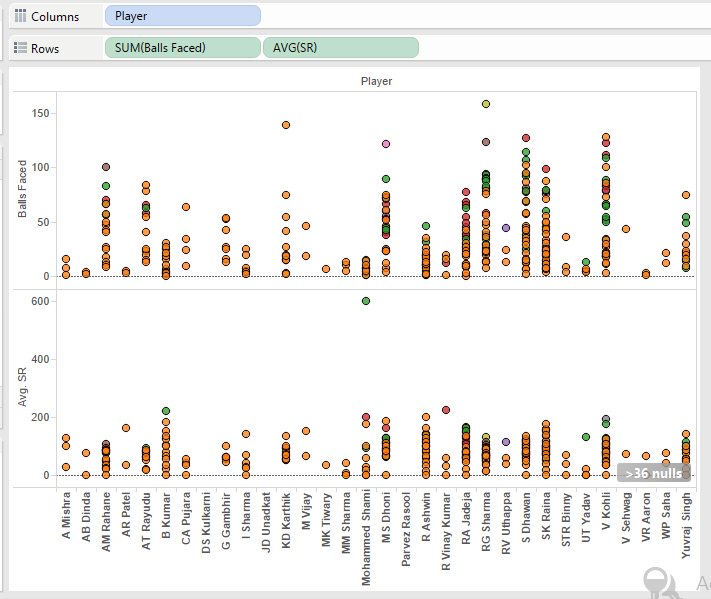 Columns Player
Rows SUM(Balls Faced) AVG(SR)
Player
Balls Faced
150
100
50
0
Avg. SR
600
400
200
0
>36 nulls
A Mishra
AB Dinda
AM Rahane
AR Patel
AT Rayudu
B Kumar
CA Pujara
DS Kulkarni
G Gambhir
I Sharma
JD Unadkat
KD Karthik
M Vijay
MK Tiwary
MM Sharma
Mohammed Shami
MS Dhoni
Parvez Rasool
R Ashwin
R Vinay Kumar
RA Jadeja
RG Sharma
RV Uthappa
S Dhawan
SK Raina
STR Binny
UT Yadav
V Kohli
V Sehwag
VR Aaron
WP Saha
Yuvraj Singh